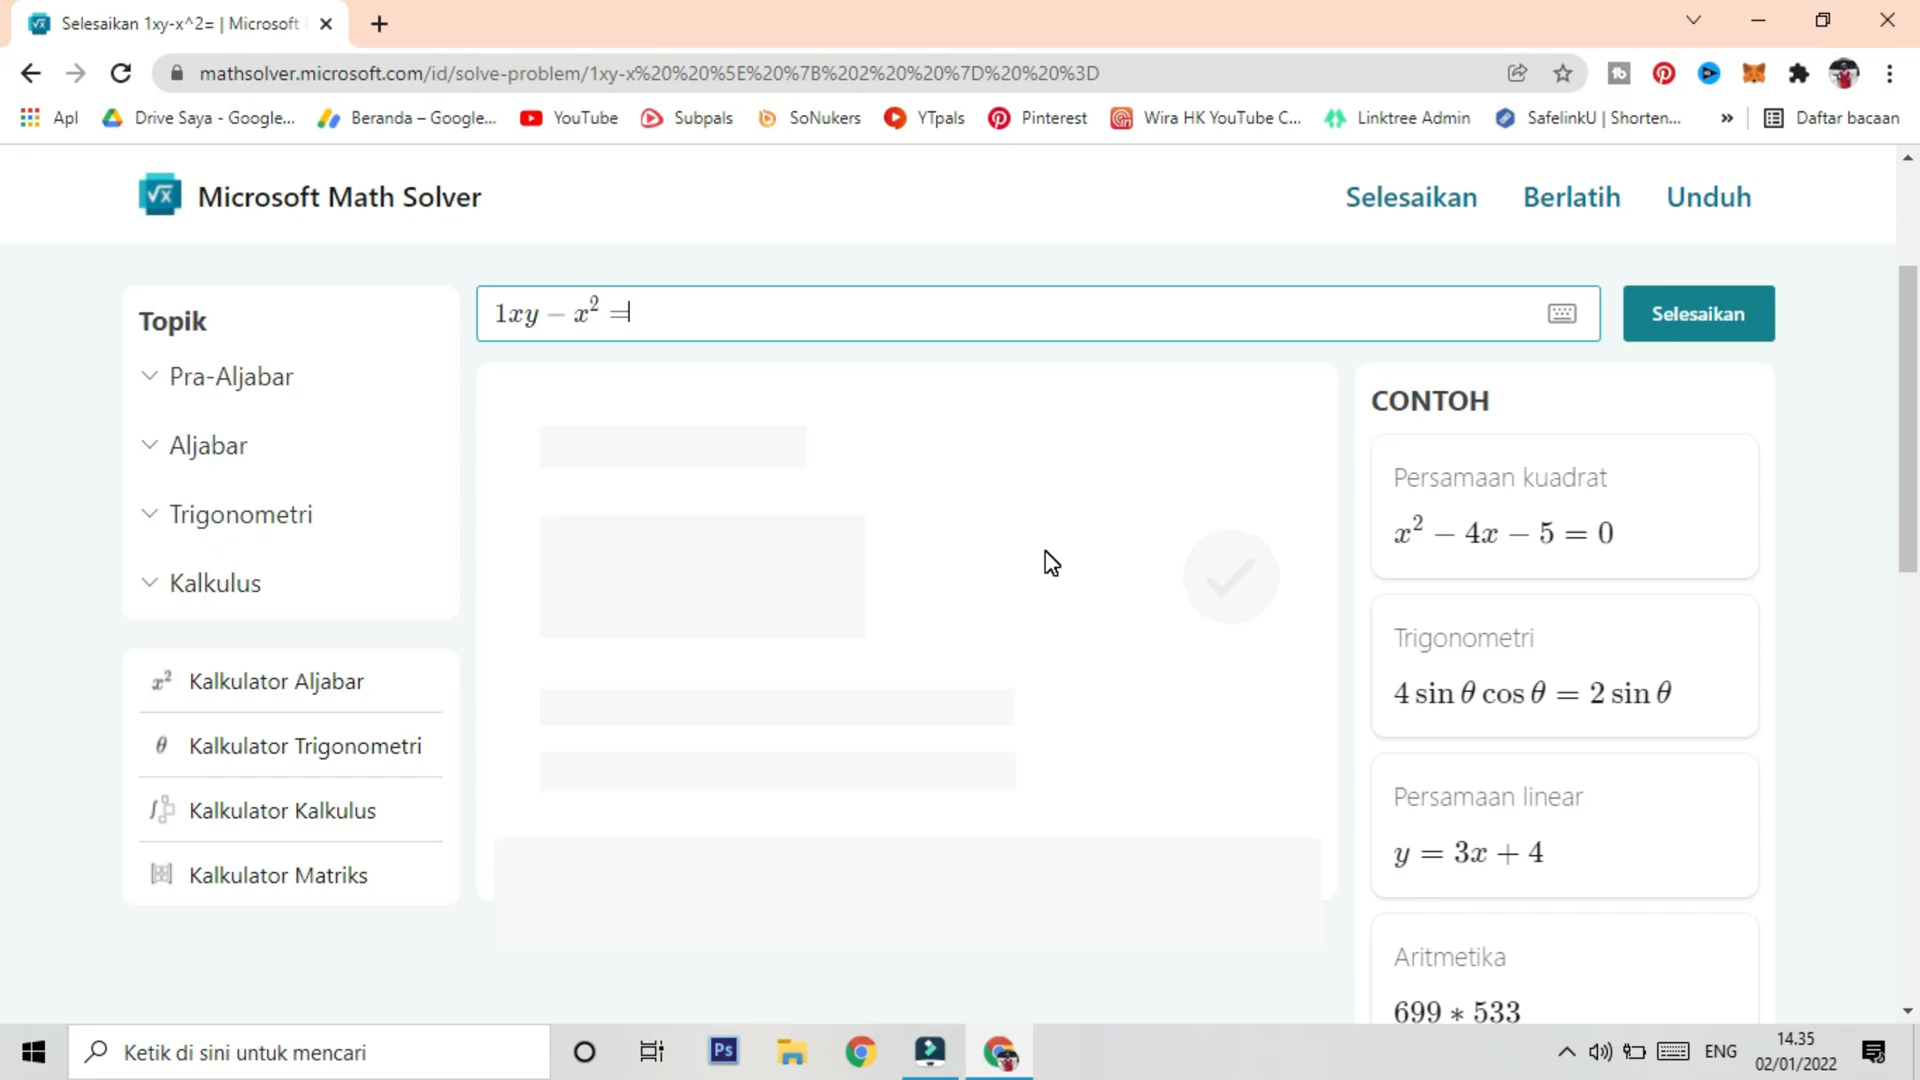 Selesaikan 1xy-x^2= | Microsoft
mathsolver.microsoft.com/id/solve-problem/1xy-x%20%20%5E%20%7B%202%20%20%7D%20%20%3D
Apl
Drive Saya - Google...
Beranda – Google...
YouTube
Subpals
SoNukers
YTpals
Pinterest
Wira HK YouTube C...
Linktree Admin
SafelinkU | Shorten...
»
Daftar bacaan
√x
Microsoft Math Solver
Selesaikan
Berlatih
Unduh
Topik
Pra-Aljabar
Aljabar
Trigonometri
Kalkulus
x² Kalkulator Aljabar
θ Kalkulator Trigonometri
Kalkulator Kalkulus
Kalkulator Matriks
1xy − x² =
Selesaikan
CONTOH
Persamaan kuadrat
x² − 4x − 5 = 0
Trigonometri
4 sin θ cos θ = 2 sin θ
Persamaan linear
y = 3x + 4
Aritmetika
699 ∗ 533
Ketik di sini untuk mencari
Ps
ENG
14.35
02/01/2022